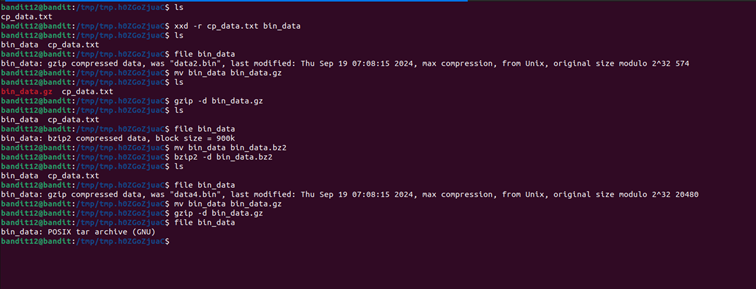 bandit12@bandit:/tmp/tmp.h0ZGoZjuaC$ ls
cp_data.txt
bandit12@bandit:/tmp/tmp.h0ZGoZjuaC$ xxd -r cp_data.txt bin_data
bandit12@bandit:/tmp/tmp.h0ZGoZjuaC$ ls
bin_data  cp_data.txt
bandit12@bandit:/tmp/tmp.h0ZGoZjuaC$ file bin_data
bin_data: gzip compressed data, was "data2.bin", last modified: Thu Sep 19 07:08:15 2024, max compression, from Unix, original size modulo 2^32 574
bandit12@bandit:/tmp/tmp.h0ZGoZjuaC$ mv bin_data bin_data.gz
bandit12@bandit:/tmp/tmp.h0ZGoZjuaC$ ls
bin_data.gz  cp_data.txt
bandit12@bandit:/tmp/tmp.h0ZGoZjuaC$ gzip -d bin_data.gz
bandit12@bandit:/tmp/tmp.h0ZGoZjuaC$ ls
bin_data  cp_data.txt
bandit12@bandit:/tmp/tmp.h0ZGoZjuaC$ file bin_data
bin_data: bzip2 compressed data, block size = 900k
bandit12@bandit:/tmp/tmp.h0ZGoZjuaC$ mv bin_data bin_data.bz2
bandit12@bandit:/tmp/tmp.h0ZGoZjuaC$ bzip2 -d bin_data.bz2
bandit12@bandit:/tmp/tmp.h0ZGoZjuaC$ ls
bin_data  cp_data.txt
bandit12@bandit:/tmp/tmp.h0ZGoZjuaC$ file bin_data
bin_data: gzip compressed data, was "data4.bin", last modified: Thu Sep 19 07:08:15 2024, max compression, from Unix, original size modulo 2^32 20480
bandit12@bandit:/tmp/tmp.h0ZGoZjuaC$ mv bin_data bin_data.gz
bandit12@bandit:/tmp/tmp.h0ZGoZjuaC$ gzip -d bin_data.gz
bandit12@bandit:/tmp/tmp.h0ZGoZjuaC$ file bin_data
bin_data: POSIX tar archive (GNU)
bandit12@bandit:/tmp/tmp.h0ZGoZjuaC$